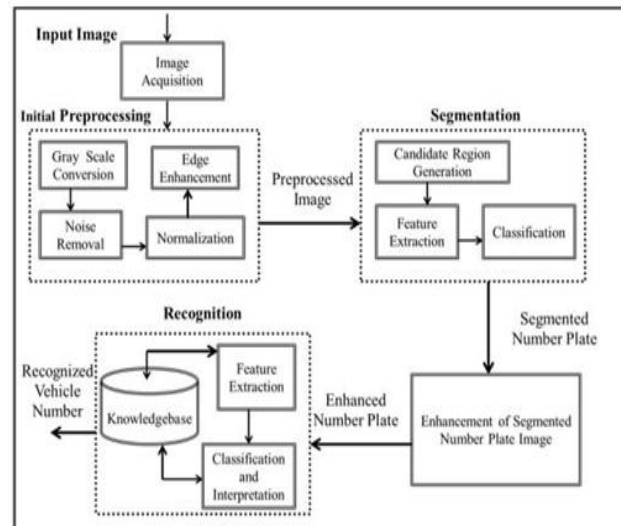 Input Image
Image
Acquisition
Initial Preprocessing
Gray Scale
Conversion
Edge
Enhancement
Noise
Removal
Normalization
Preprocessed
Image
Segmentation
Candidate Region
Generation
Feature
Extraction
Classification
Segmented
Number Plate
Enhancement of Segmented
Number Plate Image
Enhanced
Number Plate
Recognition
Feature
Extraction
Knowledgebase
Classification
and
Interpretation
Recognized
Vehicle
Number